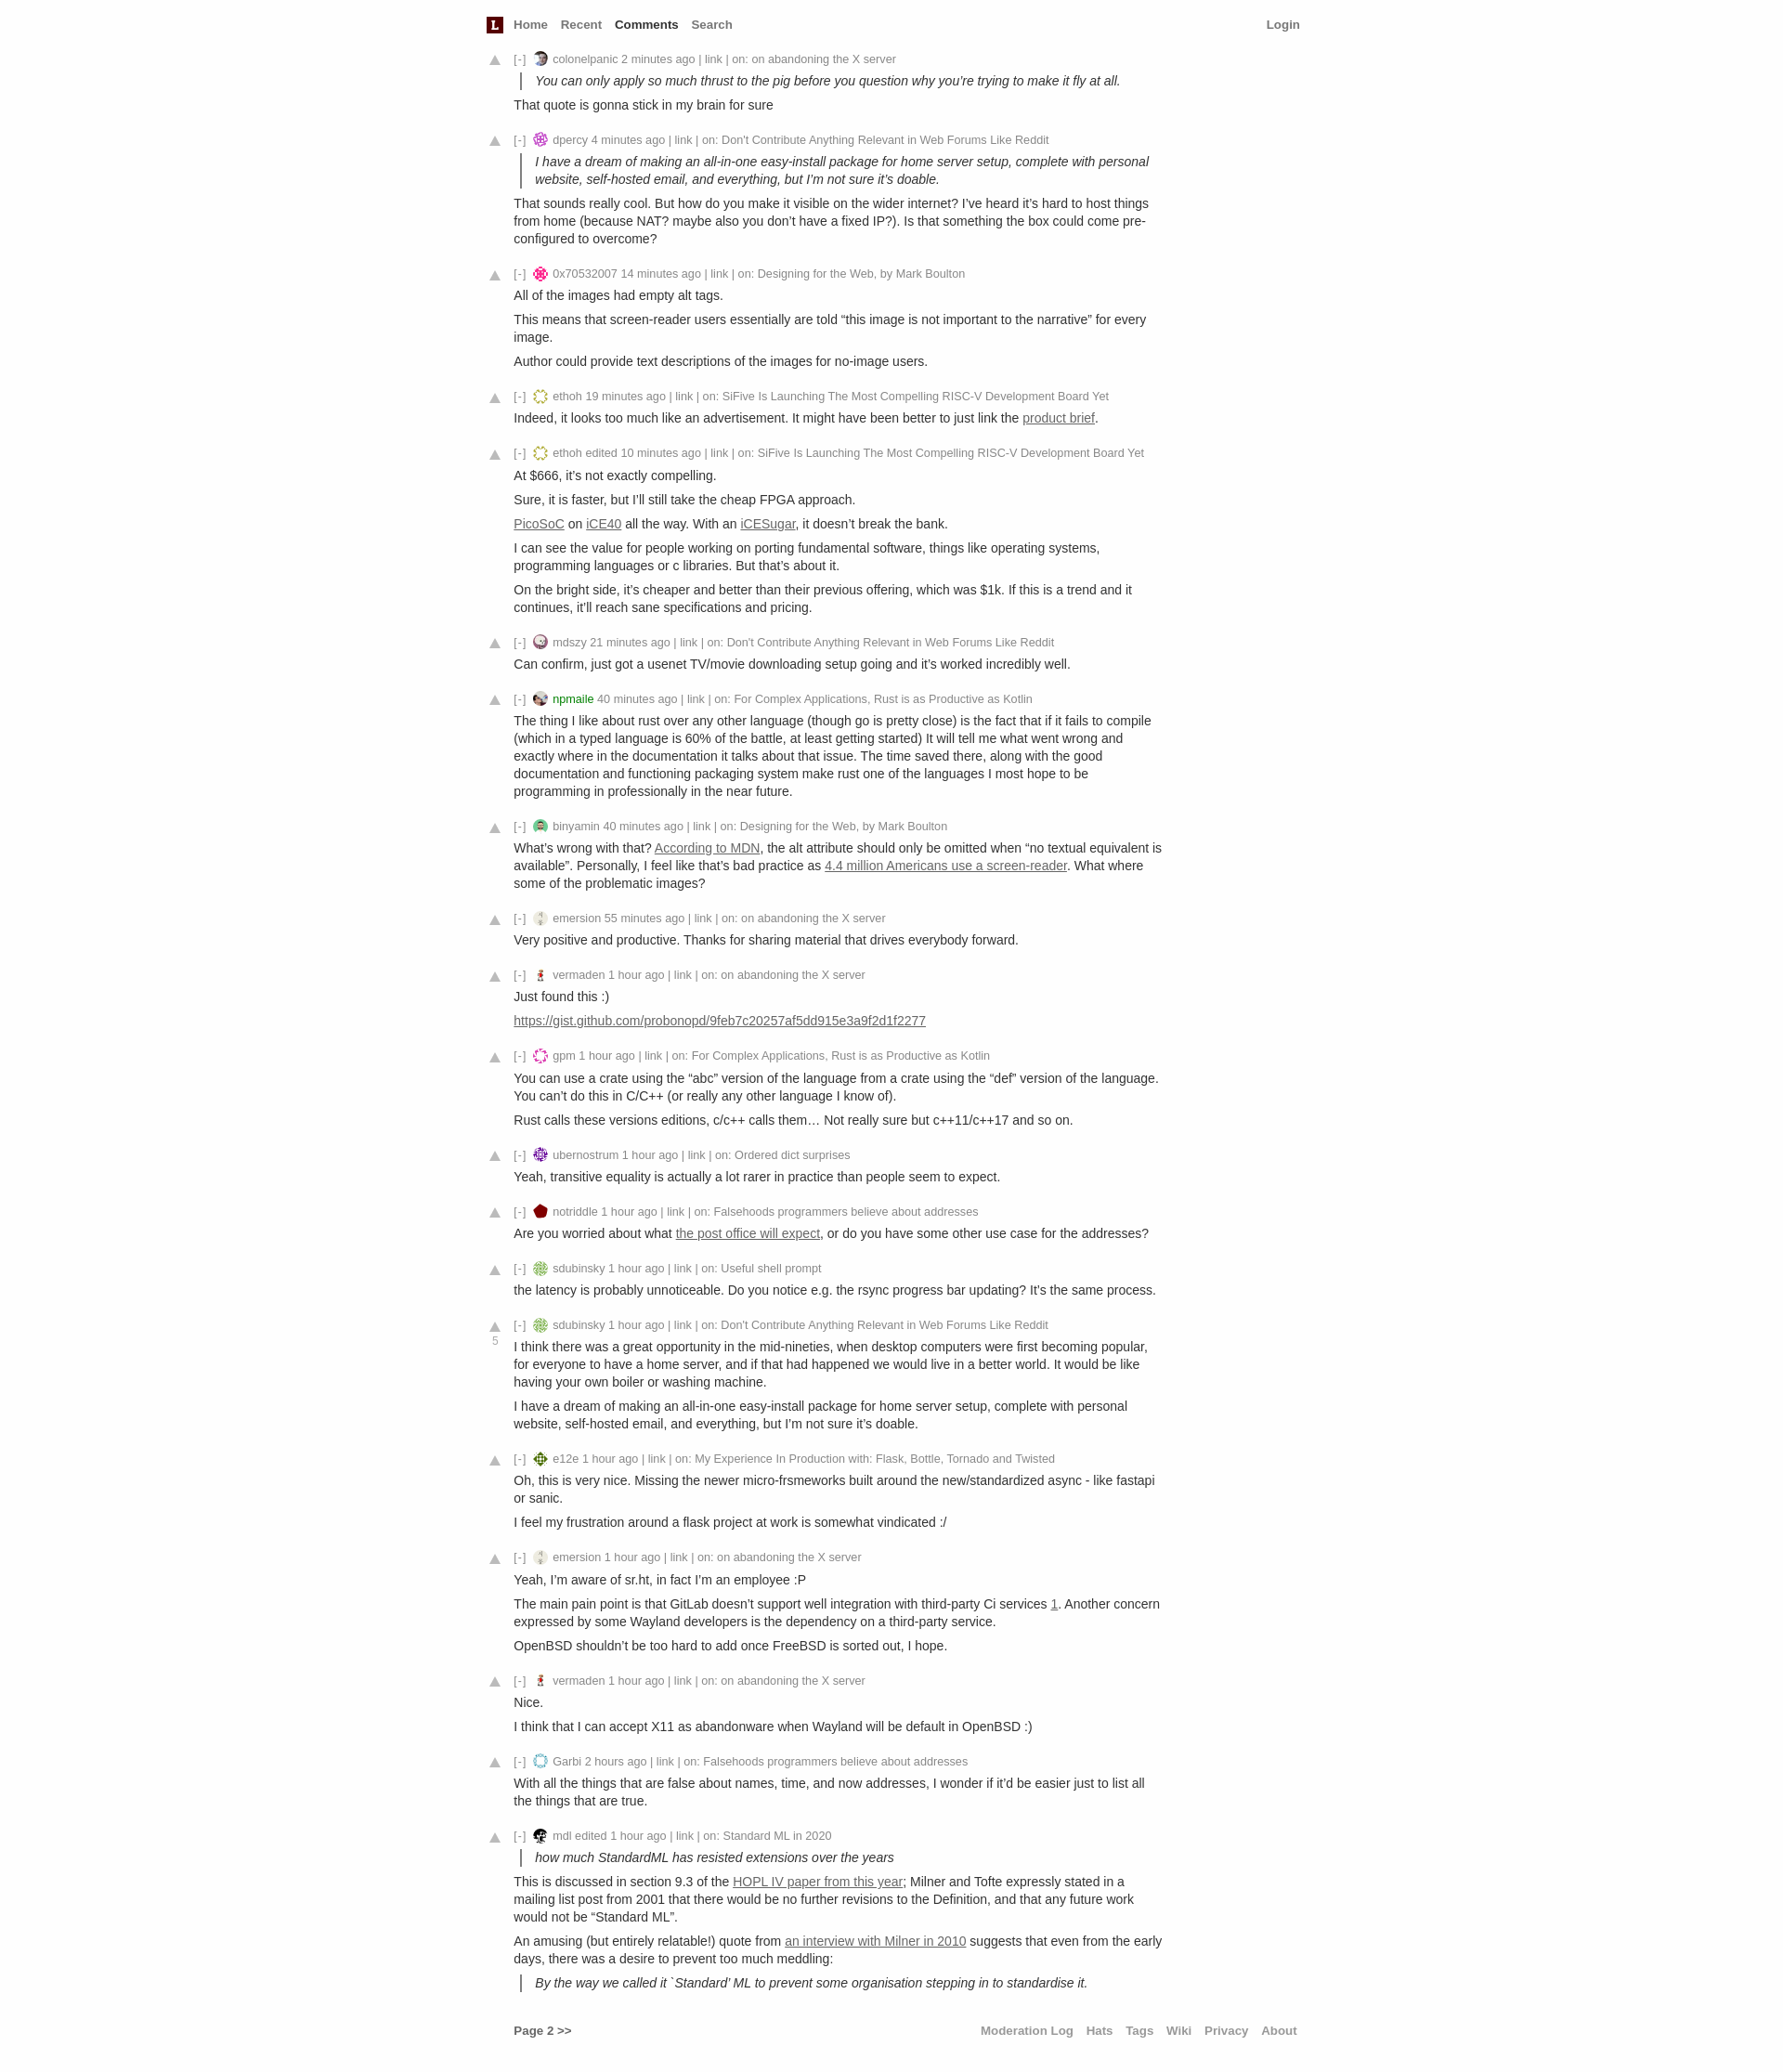 L Home Recent Comments Search Login
[-] colonelpanic 2 minutes ago | link | on: on abandoning the X server
You can only apply so much thrust to the pig before you question why you’re trying to make it fly at all.
That quote is gonna stick in my brain for sure
[-] dpercy 4 minutes ago | link | on: Don't Contribute Anything Relevant in Web Forums Like Reddit
I have a dream of making an all-in-one easy-install package for home server setup, complete with personal
website, self-hosted email, and everything, but I’m not sure it’s doable.
That sounds really cool. But how do you make it visible on the wider internet? I’ve heard it’s hard to host things
from home (because NAT? maybe also you don’t have a fixed IP?). Is that something the box could come pre-
configured to overcome?
[-] 0x70532007 14 minutes ago | link | on: Designing for the Web, by Mark Boulton
All of the images had empty alt tags.
This means that screen-reader users essentially are told “this image is not important to the narrative” for every
image.
Author could provide text descriptions of the images for no-image users.
[-] ethoh 19 minutes ago | link | on: SiFive Is Launching The Most Compelling RISC-V Development Board Yet
Indeed, it looks too much like an advertisement. It might have been better to just link the product brief.
[-] ethoh edited 10 minutes ago | link | on: SiFive Is Launching The Most Compelling RISC-V Development Board Yet
At $666, it’s not exactly compelling.
Sure, it is faster, but I’ll still take the cheap FPGA approach.
PicoSoC on iCE40 all the way. With an iCESugar, it doesn’t break the bank.
I can see the value for people working on porting fundamental software, things like operating systems,
programming languages or c libraries. But that’s about it.
On the bright side, it’s cheaper and better than their previous offering, which was $1k. If this is a trend and it
continues, it’ll reach sane specifications and pricing.
[-] mdszy 21 minutes ago | link | on: Don't Contribute Anything Relevant in Web Forums Like Reddit
Can confirm, just got a usenet TV/movie downloading setup going and it’s worked incredibly well.
[-] npmaile 40 minutes ago | link | on: For Complex Applications, Rust is as Productive as Kotlin
The thing I like about rust over any other language (though go is pretty close) is the fact that if it fails to compile
(which in a typed language is 60% of the battle, at least getting started) It will tell me what went wrong and
exactly where in the documentation it talks about that issue. The time saved there, along with the good
documentation and functioning packaging system make rust one of the languages I most hope to be
programming in professionally in the near future.
[-] binyamin 40 minutes ago | link | on: Designing for the Web, by Mark Boulton
What’s wrong with that? According to MDN, the alt attribute should only be omitted when “no textual equivalent is
available”. Personally, I feel like that’s bad practice as 4.4 million Americans use a screen-reader. What where
some of the problematic images?
[-] emersion 55 minutes ago | link | on: on abandoning the X server
Very positive and productive. Thanks for sharing material that drives everybody forward.
[-] vermaden 1 hour ago | link | on: on abandoning the X server
Just found this :)
https://gist.github.com/probonopd/9feb7c20257af5dd915e3a9f2d1f2277
[-] gpm 1 hour ago | link | on: For Complex Applications, Rust is as Productive as Kotlin
You can use a crate using the “abc” version of the language from a crate using the “def” version of the language.
You can’t do this in C/C++ (or really any other language I know of).
Rust calls these versions editions, c/c++ calls them… Not really sure but c++11/c++17 and so on.
[-] ubernostrum 1 hour ago | link | on: Ordered dict surprises
Yeah, transitive equality is actually a lot rarer in practice than people seem to expect.
[-] notriddle 1 hour ago | link | on: Falsehoods programmers believe about addresses
Are you worried about what the post office will expect, or do you have some other use case for the addresses?
[-] sdubinsky 1 hour ago | link | on: Useful shell prompt
the latency is probably unnoticeable. Do you notice e.g. the rsync progress bar updating? It’s the same process.
[-] sdubinsky 1 hour ago | link | on: Don't Contribute Anything Relevant in Web Forums Like Reddit
5
I think there was a great opportunity in the mid-nineties, when desktop computers were first becoming popular,
for everyone to have a home server, and if that had happened we would live in a better world. It would be like
having your own boiler or washing machine.
I have a dream of making an all-in-one easy-install package for home server setup, complete with personal
website, self-hosted email, and everything, but I’m not sure it’s doable.
[-] e12e 1 hour ago | link | on: My Experience In Production with: Flask, Bottle, Tornado and Twisted
Oh, this is very nice. Missing the newer micro-frsmeworks built around the new/standardized async - like fastapi
or sanic.
I feel my frustration around a flask project at work is somewhat vindicated :/
[-] emersion 1 hour ago | link | on: on abandoning the X server
Yeah, I’m aware of sr.ht, in fact I’m an employee :P
The main pain point is that GitLab doesn’t support well integration with third-party Ci services 1. Another concern
expressed by some Wayland developers is the dependency on a third-party service.
OpenBSD shouldn’t be too hard to add once FreeBSD is sorted out, I hope.
[-] vermaden 1 hour ago | link | on: on abandoning the X server
Nice.
I think that I can accept X11 as abandonware when Wayland will be default in OpenBSD :)
[-] Garbi 2 hours ago | link | on: Falsehoods programmers believe about addresses
With all the things that are false about names, time, and now addresses, I wonder if it’d be easier just to list all
the things that are true.
[-] mdl edited 1 hour ago | link | on: Standard ML in 2020
how much StandardML has resisted extensions over the years
This is discussed in section 9.3 of the HOPL IV paper from this year; Milner and Tofte expressly stated in a
mailing list post from 2001 that there would be no further revisions to the Definition, and that any future work
would not be “Standard ML”.
An amusing (but entirely relatable!) quote from an interview with Milner in 2010 suggests that even from the early
days, there was a desire to prevent too much meddling:
By the way we called it `Standard’ ML to prevent some organisation stepping in to standardise it.
Page 2 >> Moderation Log Hats Tags Wiki Privacy About